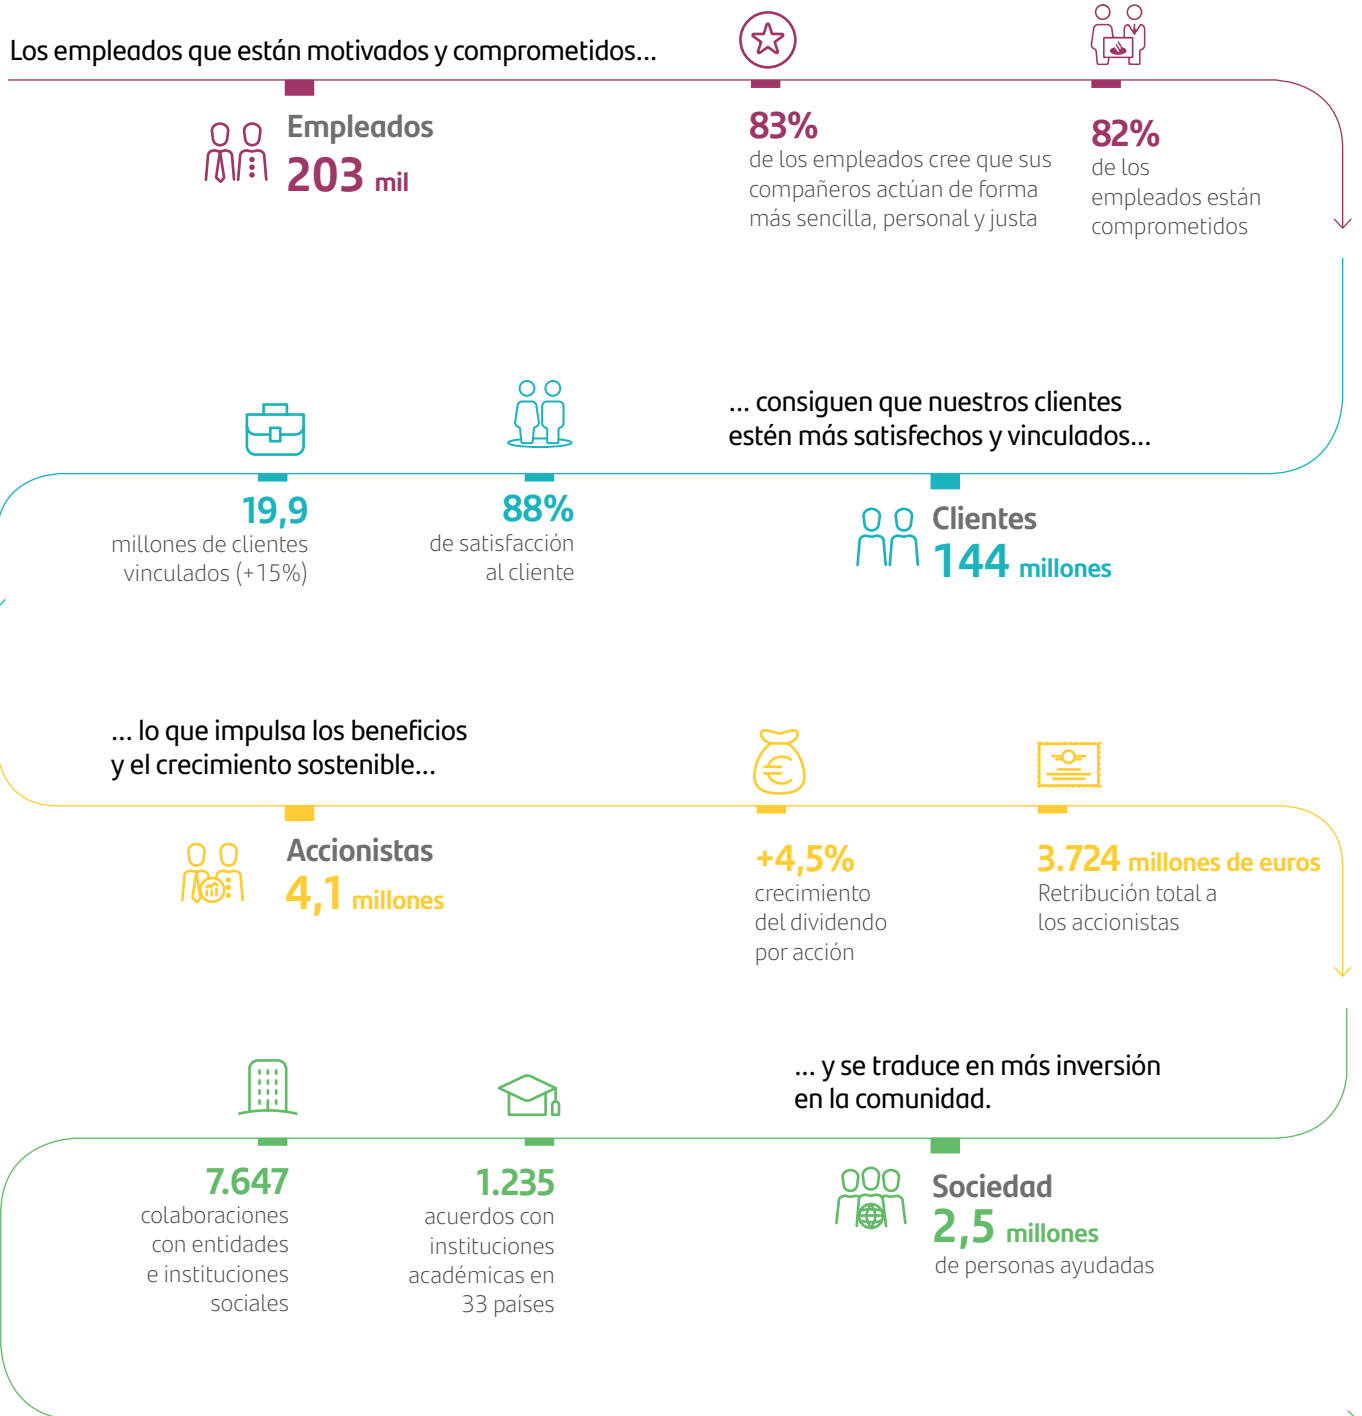 Los empleados que están motivados y comprometidos...
Empleados
203 mil
83%
de los empleados cree que sus
compañeros actúan de forma
más sencilla, personal y justa
82%
de los
empleados están
comprometidos
... consiguen que nuestros clientes
estén más satisfechos y vinculados...
19,9
millones de clientes
vinculados (+15%)
88%
de satisfacción
al cliente
Clientes
144 millones
... lo que impulsa los beneficios
y el crecimiento sostenible...
Accionistas
4,1 millones
+4,5%
crecimiento
del dividendo
por acción
3.724 millones de euros
Retribución total a
los accionistas
... y se traduce en más inversión
en la comunidad.
7.647
colaboraciones
con entidades
e instituciones
sociales
1.235
acuerdos con
instituciones
académicas en
33 países
Sociedad
2,5 millones
de personas ayudadas